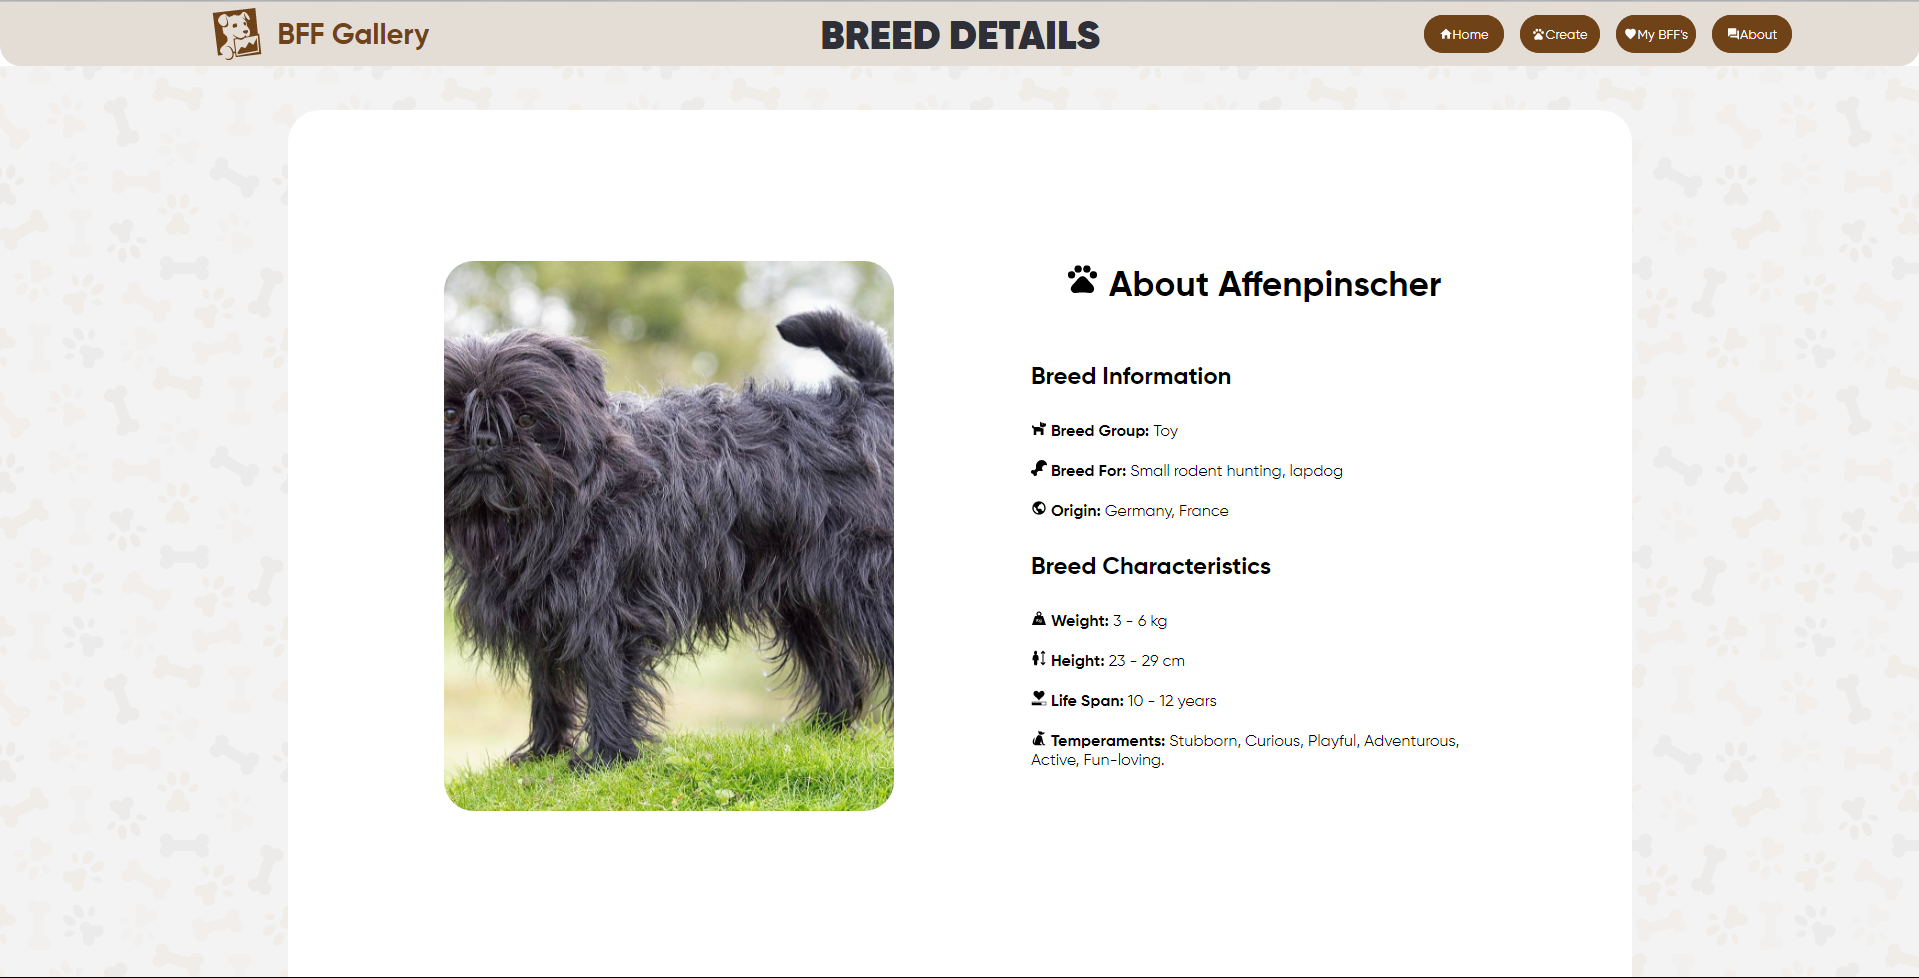 BFF Gallery
BREED DETAILS
Home
Create
My BFF's
About
About Affenpinscher
Breed Information
Breed Group: Toy
Breed For: Small rodent hunting, lapdog
Origin: Germany, France
Breed Characteristics
Weight: 3 - 6 kg
Height: 23 - 29 cm
Life Span: 10 - 12 years
Temperaments: Stubborn, Curious, Playful, Adventurous,
Active, Fun-loving.